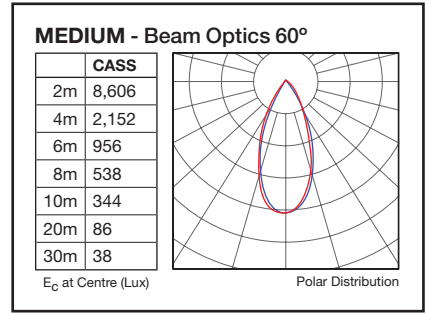 MEDIUM - Beam Optics 60º
CASS
2m 8,606
4m 2,152
6m 956
8m 538
10m 344
20m 86
30m 38
EC at Centre (Lux)
Polar Distribution